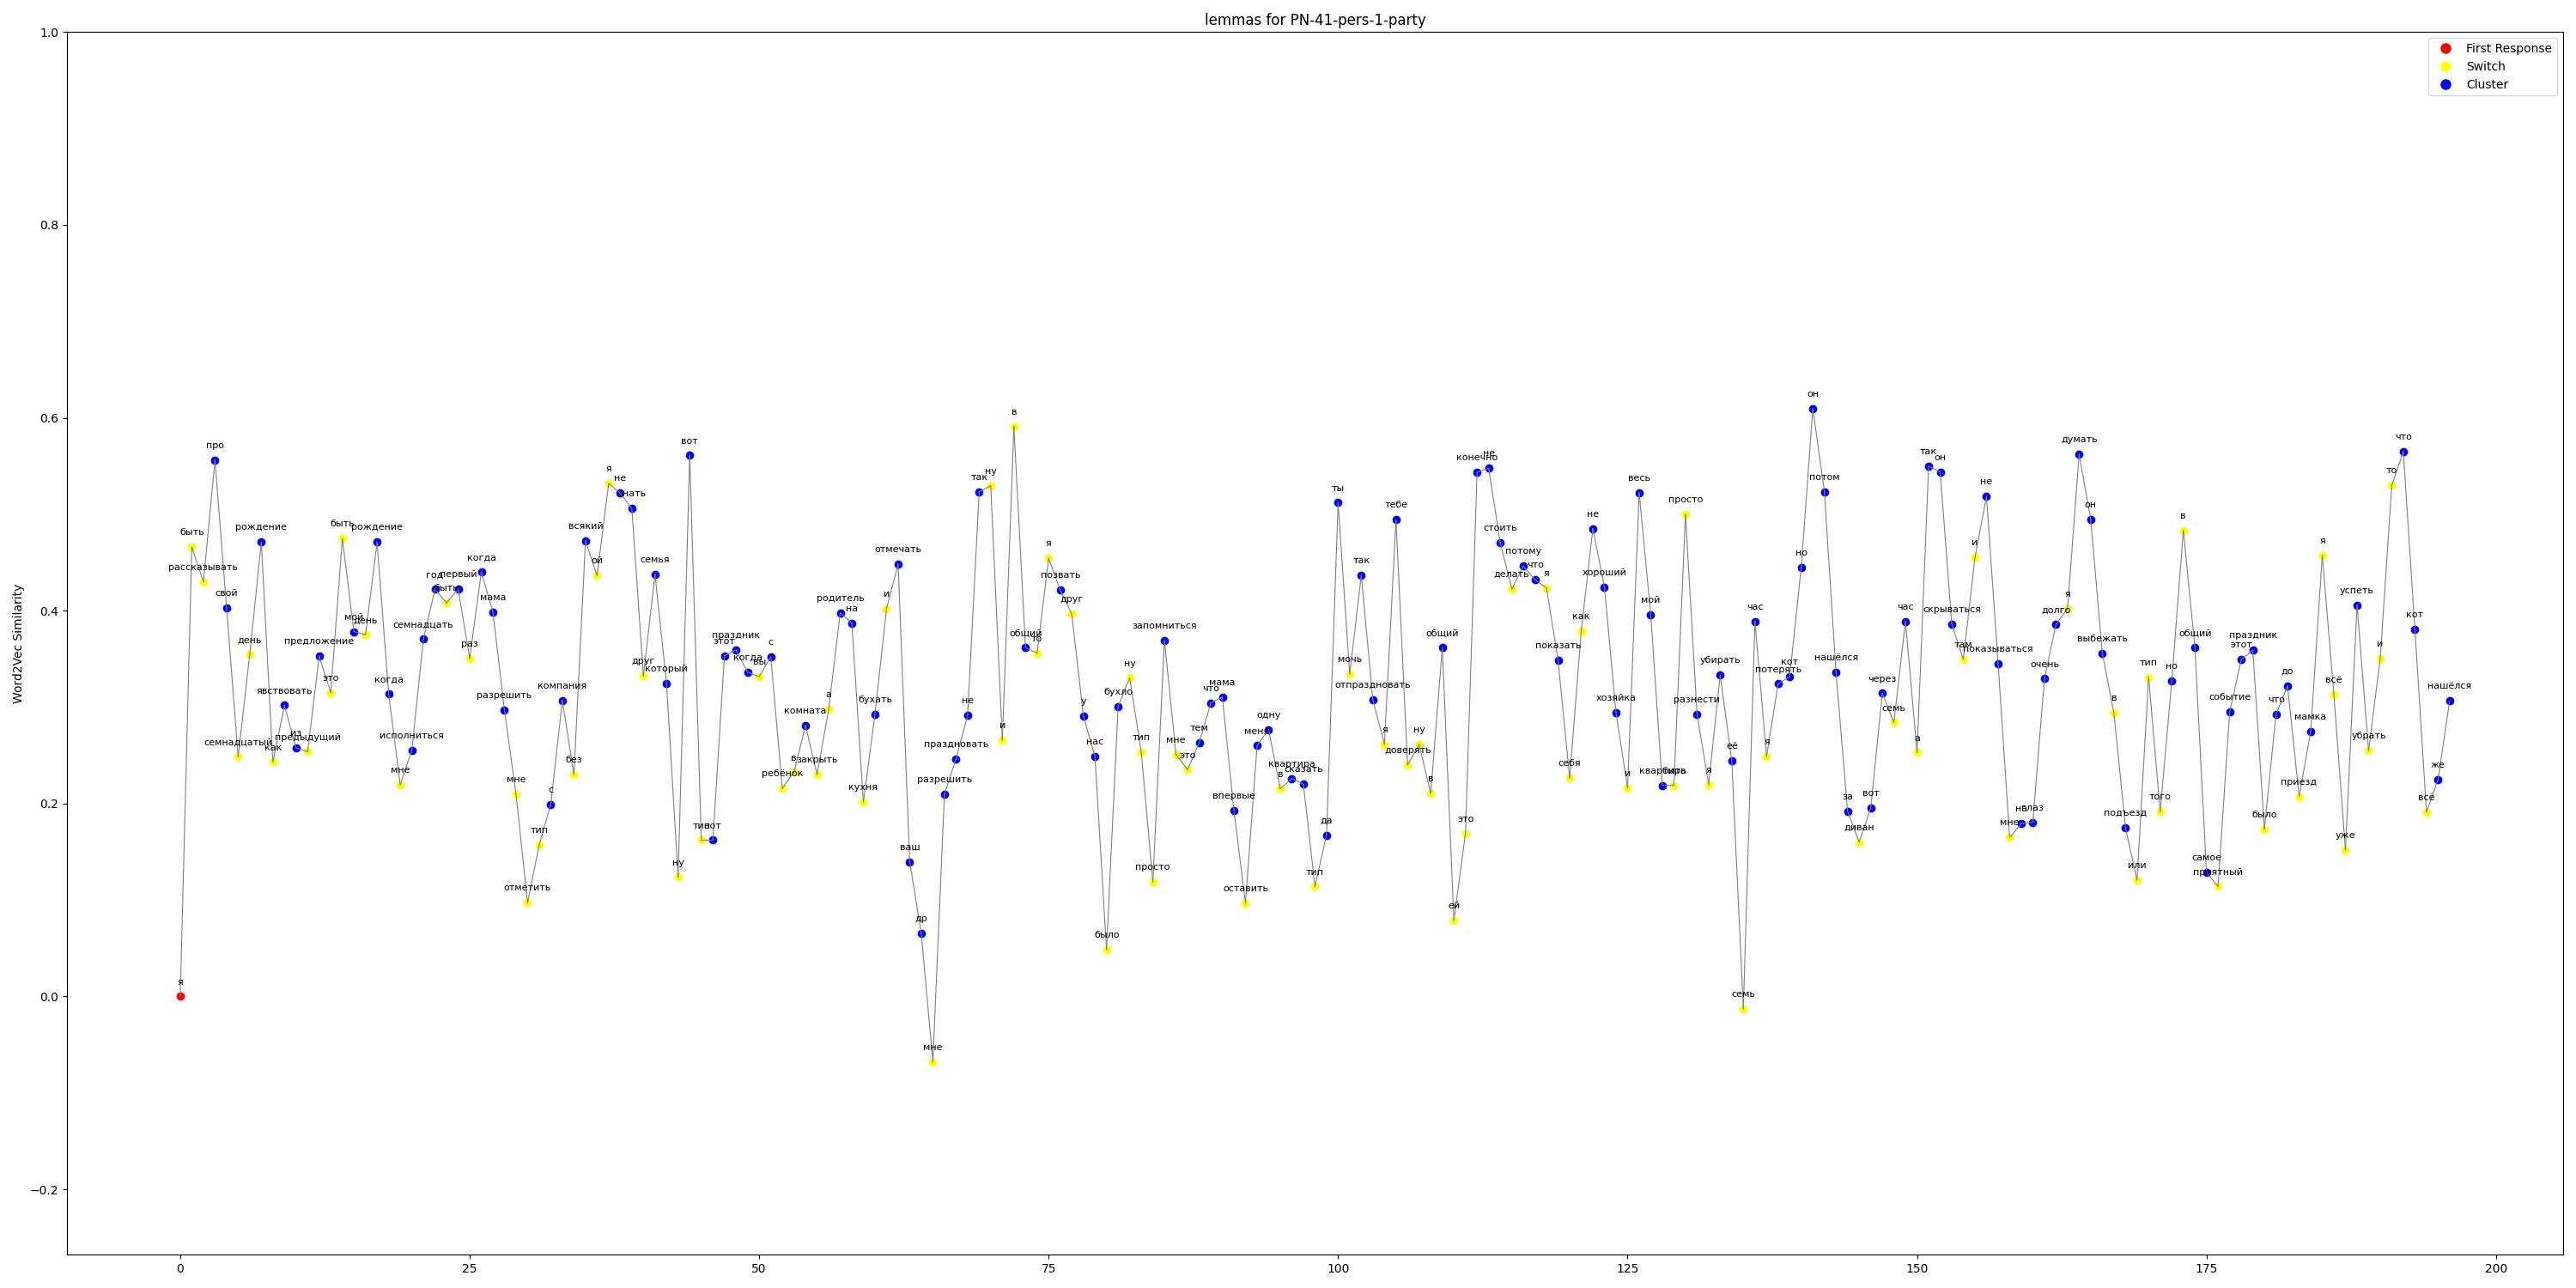 lemmas for PN-41-pers-1-party
First Response
Switch
Cluster
Word2Vec Similarity
1.0
0.8
0.6
0.4
0.2
0.0
−0.2
0
25
50
75
100
125
150
175
200
я
быть
рассказывать
про
свой
семнадцатый
день
рождение
как
явствовать
из
предыдущий
предложение
это
быть
мой
день
рождение
когда
мне
исполниться
семнадцать
год
быть
первый
раз
когда
мама
разрешить
мне
отметить
тип
с
компания
без
всякий
ой
я
не
знать
друг
семья
который
ну
вот
тип
вот
этот
праздник
когда
вы
с
ребёнок
в
комната
закрыть
а
родитель
на
кухня
бухать
и
отмечать
ваш
др
мне
разрешить
праздновать
не
так
ну
и
в
общий
то
я
позвать
друг
у
нас
было
бухло
ну
тип
просто
запомниться
мне
это
тем
что
мама
впервые
оставить
меня
одну
в
квартира
сказать
тип
да
ты
мочь
так
отпраздновать
я
тебе
доверять
ну
в
общий
ей
это
конечно
не
стоить
делать
потому
что
я
показать
себя
как
не
хороший
хозяйка
и
весь
мой
квартира
просто
разнести
я
убирать
её
семь
час
я
потерять
кот
но
он
потом
нашёлся
за
диван
вот
через
семь
час
а
так
он
скрываться
там
и
не
показываться
мне
на
глаз
очень
долго
я
думать
он
выбежать
в
подъезд
или
тип
того
но
в
общий
самое
приятный
событие
этот
праздник
было
что
до
приезд
мамка
я
всё
уже
успеть
убрать
и
то
что
кот
всё
же
нашёлся